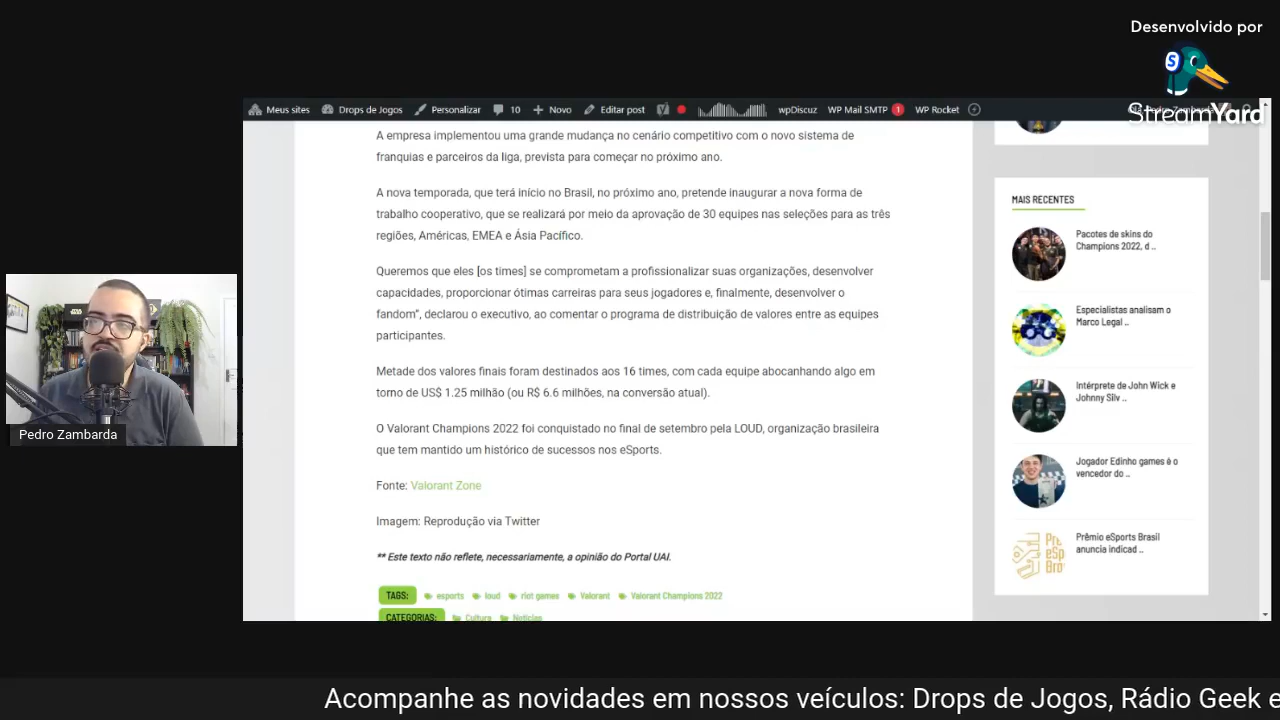 Desenvolvido por
StreamYard
Meus sites Drops de Jogos Personalizar 10 Novo Editar post wpDiscuz WP Mail SMTP 1 WP Rocket
A empresa implementou uma grande mudança no cenário competitivo com o novo sistema de
franquias e parceiros da liga, prevista para começar no próximo ano.
A nova temporada, que terá início no Brasil, no próximo ano, pretende inaugurar a nova forma de
trabalho cooperativo, que se realizará por meio da aprovação de 30 equipes nas seleções para as três
regiões, Américas, EMEA e Ásia Pacífico.
Queremos que eles [os times] se comprometam a profissionalizar suas organizações, desenvolver
capacidades, proporcionar ótimas carreiras para seus jogadores e, finalmente, desenvolver o
fandom”, declarou o executivo, ao comentar o programa de distribuição de valores entre as equipes
participantes.
Metade dos valores finais foram destinados aos 16 times, com cada equipe abocanhando algo em
torno de US$ 1.25 milhão (ou R$ 6.6 milhões, na conversão atual).
O Valorant Champions 2022 foi conquistado no final de setembro pela LOUD, organização brasileira
que tem mantido um histórico de sucessos nos eSports.
Fonte: Valorant Zone
Imagem: Reprodução via Twitter
** Este texto não reflete, necessariamente, a opinião do Portal UAI.
TAGS: esports loud riot games Valorant Valorant Champions 2022
CATEGORIAS: Cultura Notícias
MAIS RECENTES
Pacotes de skins do
Champions 2022, d ..
Especialistas analisam o
Marco Legal ..
Intérprete de John Wick e
Johnny Silv ..
Jogador Edinho games é o
vencedor do ..
Prêmio eSports Brasil
anuncia indicad ..
Pedro Zambarda
Acompanhe as novidades em nossos veículos: Drops de Jogos, Rádio Geek e